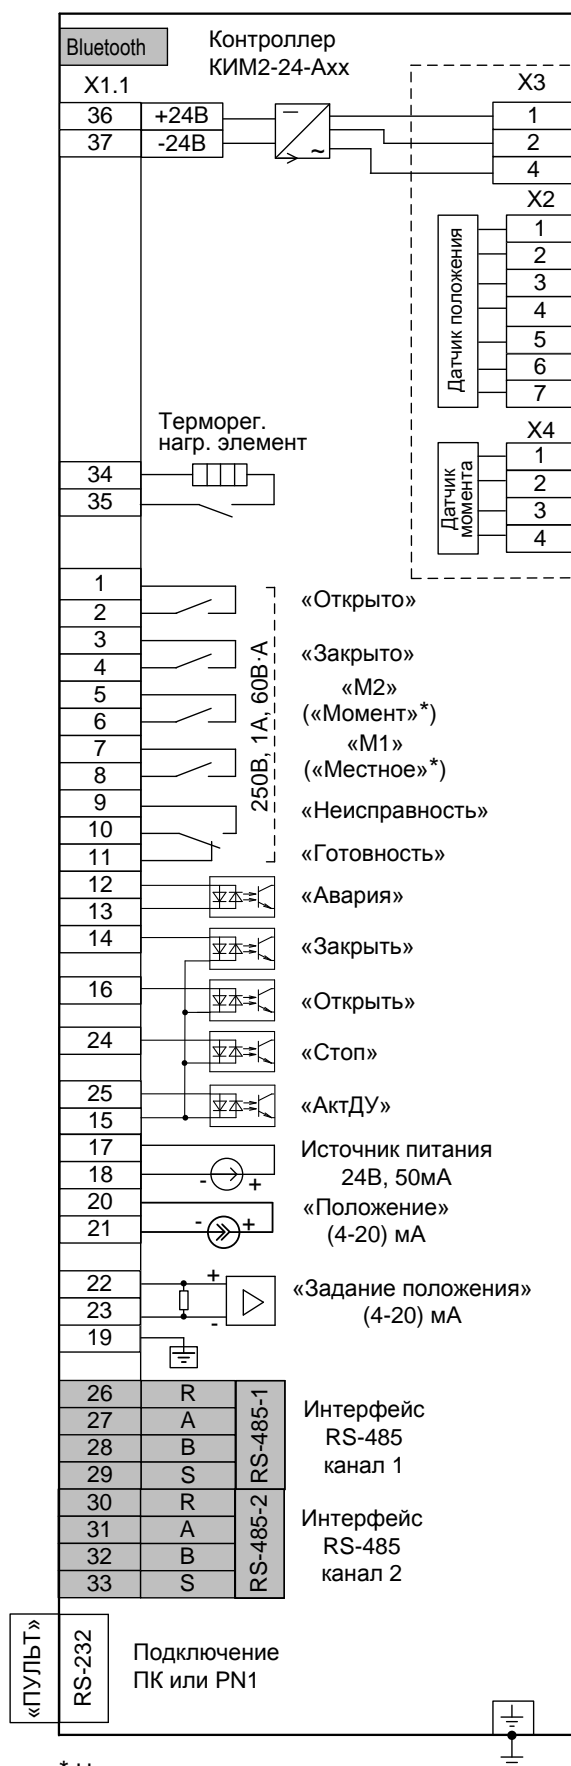 Bluetooth
Контроллер
КИМ2-24-Ахх
X1.1
36 +24В
37 -24В
X3
1
2
4
X2
Датчик положения
1
2
3
4
5
6
7
X4
Датчик
момента
1
2
3
4
Терморег.
нагр. элемент
34
35
250В, 1А, 60В·А
1
2
«Открыто»
3
4
«Закрыто»
5
6
«М2»
(«Момент»*)
7
8
«М1»
(«Местное»*)
9
10
11
«Неисправность»
«Готовность»
12
13
«Авария»
14
«Закрыть»
16
«Открыть»
24
«Стоп»
25
15
«АктДУ»
17
18
- +
Источник питания
24В, 50мА
20
21
- +
«Положение»
(4-20) мА
22
23
+
-
«Задание положения»
(4-20) мА
19
26 R
27 A
28 B
29 S
RS-485-1
Интерфейс
RS-485
канал 1
30 R
31 A
32 B
33 S
RS-485-2
Интерфейс
RS-485
канал 2
«ПУЛЬТ»
RS-232
Подключение
ПК или PN1